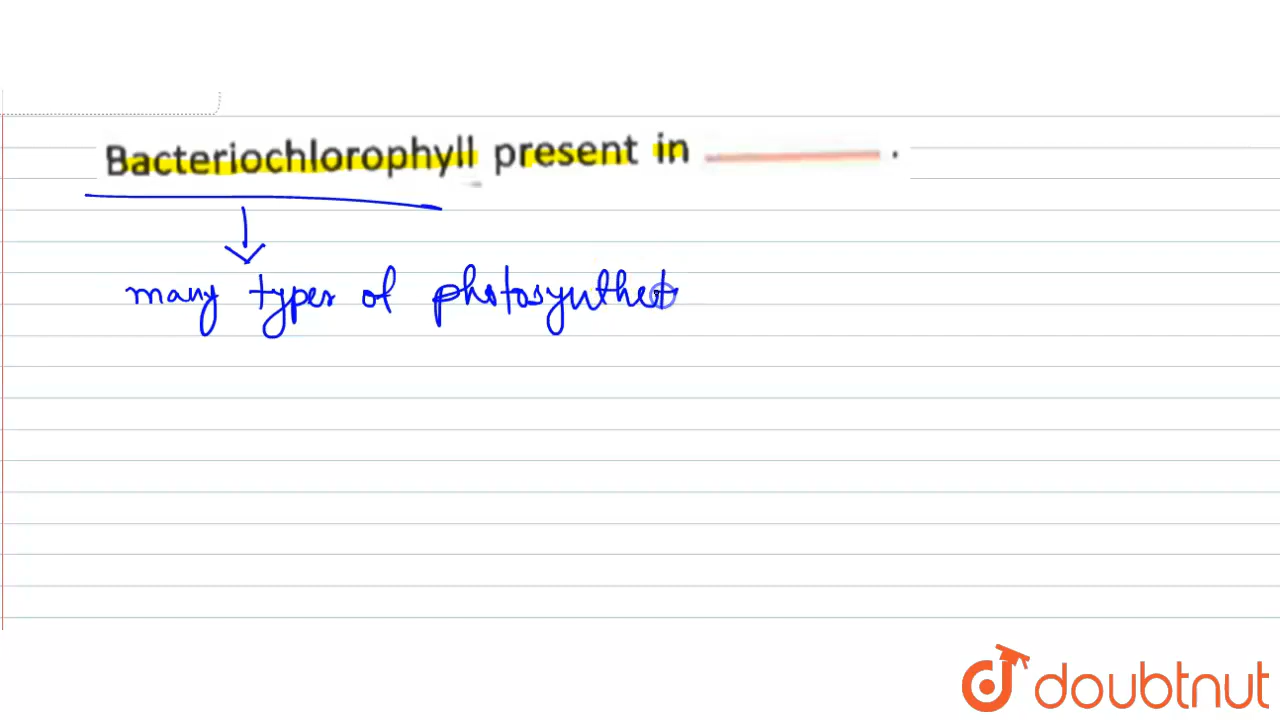 Bacteriochlorophyll present in ________ .
many types of photosynthet
doubtnut